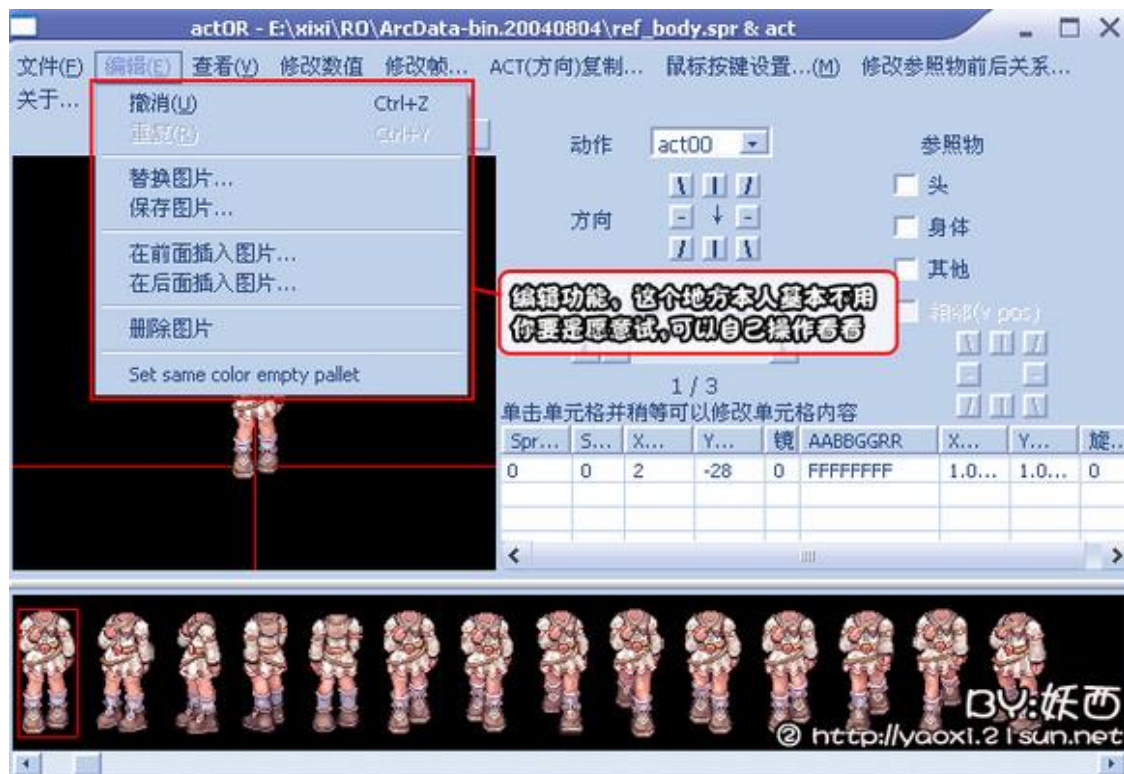 actOR - E:\xixi\RO\ArcData-bin.20040804\ref_body.spr & act
文件(F) 编辑(E) 查看(V) 修改数值 修改帧... ACT(方向)复制... 鼠标按键设置...(M) 修改参照物前后关系...
关于...
撤消(U) Ctrl+Z
重复(R) Ctrl+Y
替换图片...
保存图片...
在前面插入图片...
在后面插入图片...
删除图片
Set same color empty pallet
动作 act00 参照物
头
方向 身体
其他
编辑功能，这个地方本人基本不用
你要是愿意试,可以自己操作看看
(Y pos)
1 / 3
单击单元格并稍等可以修改单元格内容
Spr... S... X... Y... 镜 AABBGGRR X... Y... 旋...
0 0 2 -28 0 FFFFFFFF 1.0... 1.0... 0
BY:妖西
② http://yaoxi.21sun.net